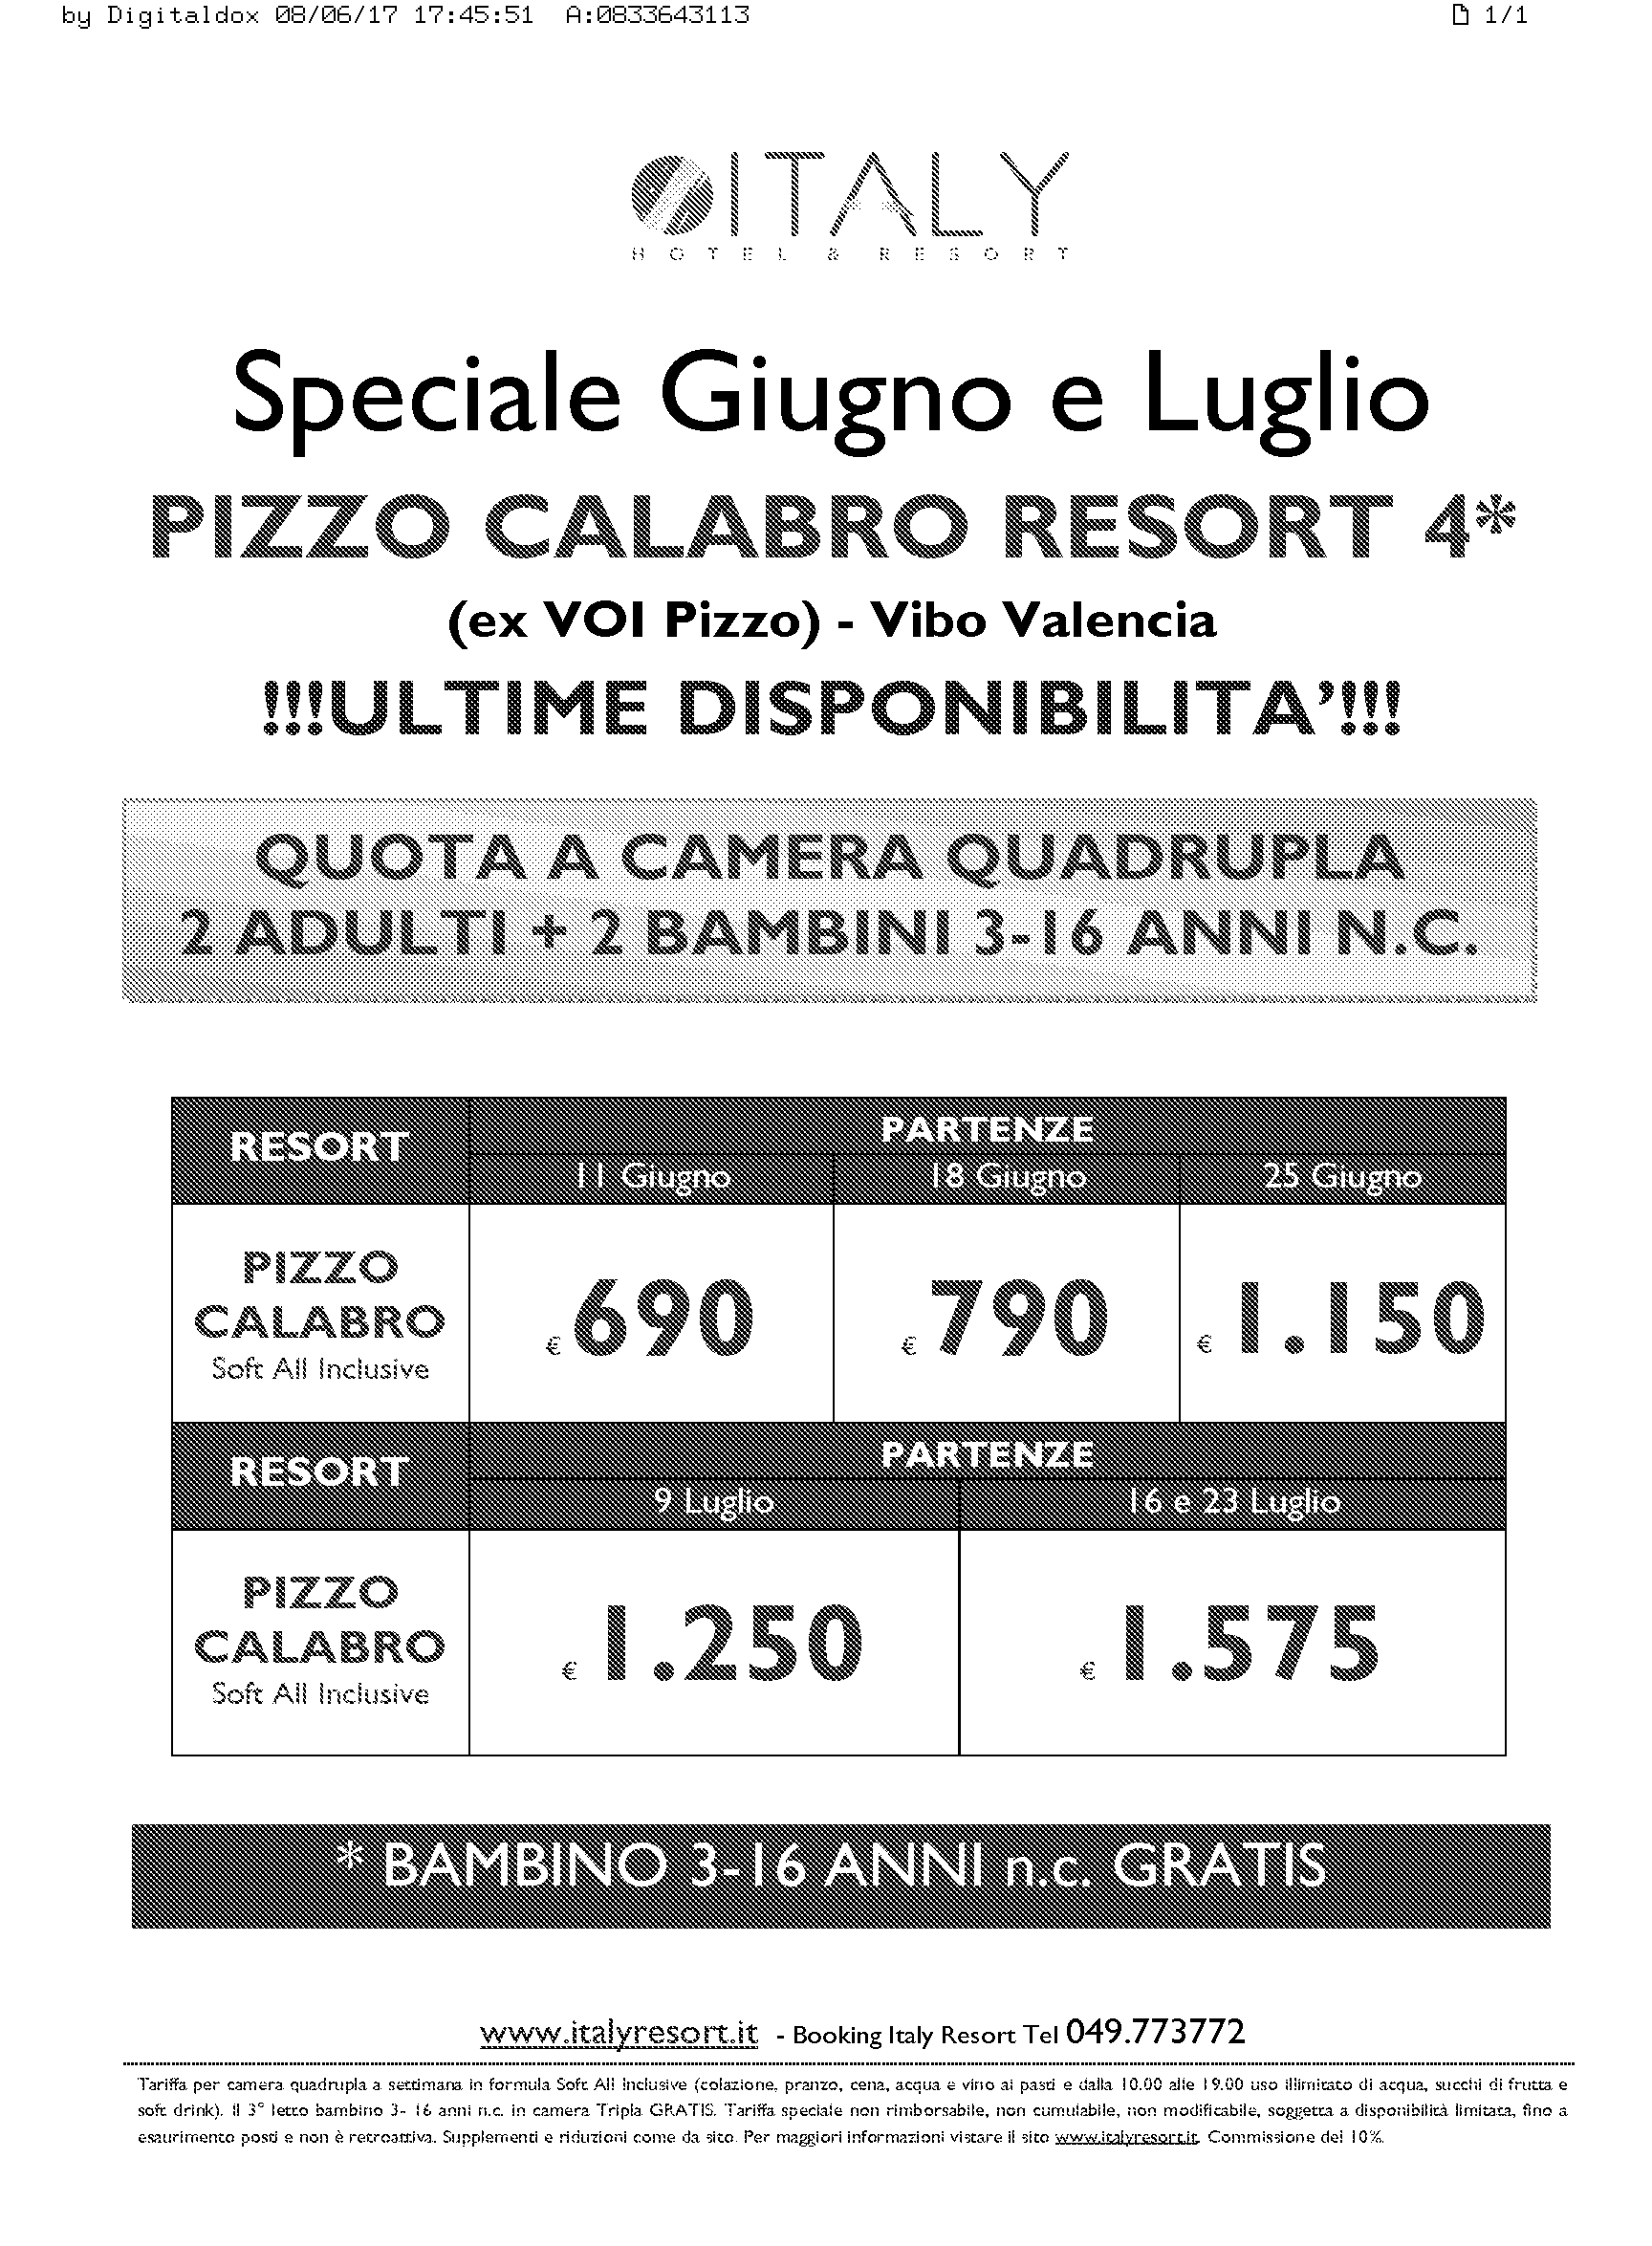 by Digitaldox 08/06/17 17:45:51 A:0833643113 1/1
ITALY
HOTEL & RESORT
Speciale Giugno e Luglio
PIZZO CALABRO RESORT 4*
(ex VOI Pizzo) - Vibo Valencia
!!!ULTIME DISPONIBILITA’!!!
QUOTA A CAMERA QUADRUPLA
2 ADULTI + 2 BAMBINI 3-16 ANNI N.C.
RESORT
PARTENZE
11 Giugno 18 Giugno 25 Giugno
PIZZO
CALABRO
Soft All Inclusive
€ 690 € 790 € 1.150
RESORT
PARTENZE
9 Luglio 16 e 23 Luglio
PIZZO
CALABRO
Soft All Inclusive
€ 1.250 € 1.575
* BAMBINO 3-16 ANNI n.c. GRATIS
www.italyresort.it - Booking Italy Resort Tel 049.773772
Tariffa per camera quadrupla a settimana in formula Soft All Inclusive (colazione, pranzo, cena, acqua e vino ai pasti e dalla 10.00 alle 19.00 uso illimitato di acqua, succhi di frutta e
soft drink). Il 3° letto bambino 3- 16 anni n.c. in camera Tripla GRATIS. Tariffa speciale non rimborsabile, non cumulabile, non modificabile, soggetta a disponibilità limitata, fino a
esaurimento posti e non è retroattiva. Supplementi e riduzioni come da sito. Per maggiori informazioni vistare il sito www.italyresort.it. Commissione del 10%.